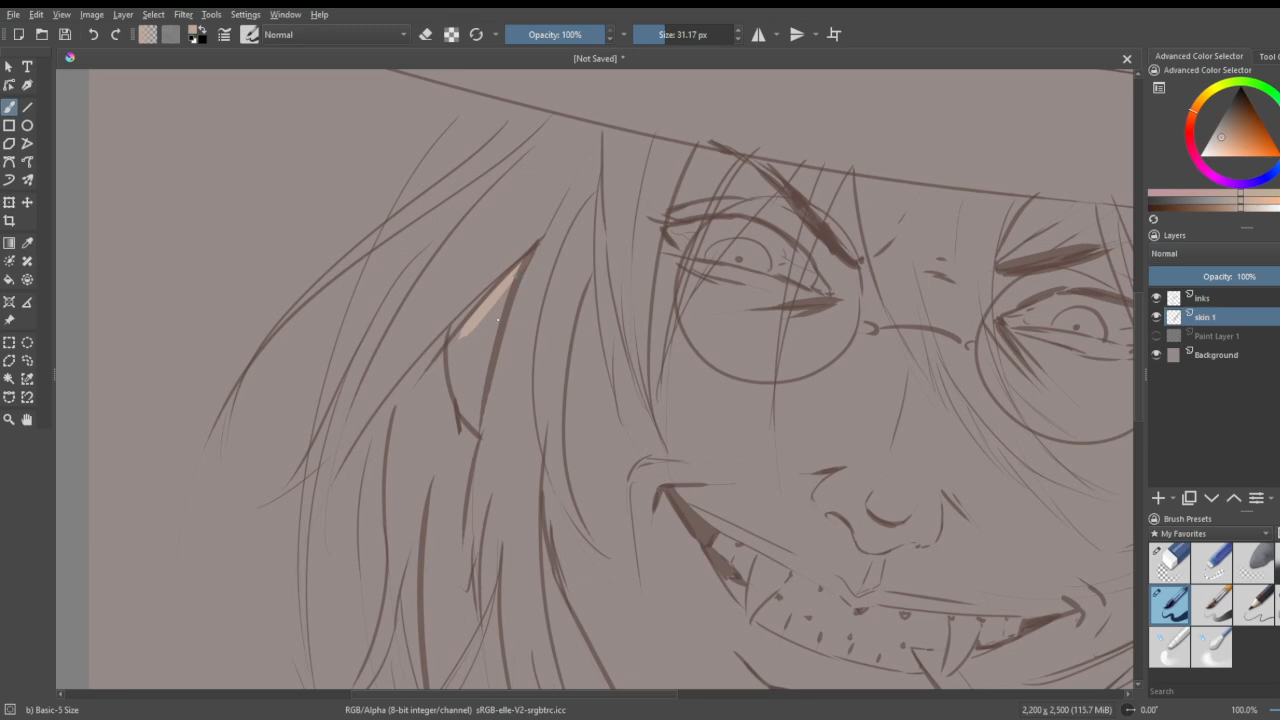 File Edit View Image Layer Select Filter Tools Settings Window Help
Normal Opacity: 100% Size: 31.17 px
[Not Saved] *
Advanced Color Selector Tool
Advanced Color Selector
Layers
Normal
Opacity: 100%
inks
skin 1
Paint Layer 1
Background
Brush Presets
★ My Favorites
Search
b) Basic-5 Size RGB/Alpha (8-bit integer/channel) sRGB-elle-V2-srgbtrc.icc 2,200 x 2,500 (115.7 MiB) 0.00° 100.0%